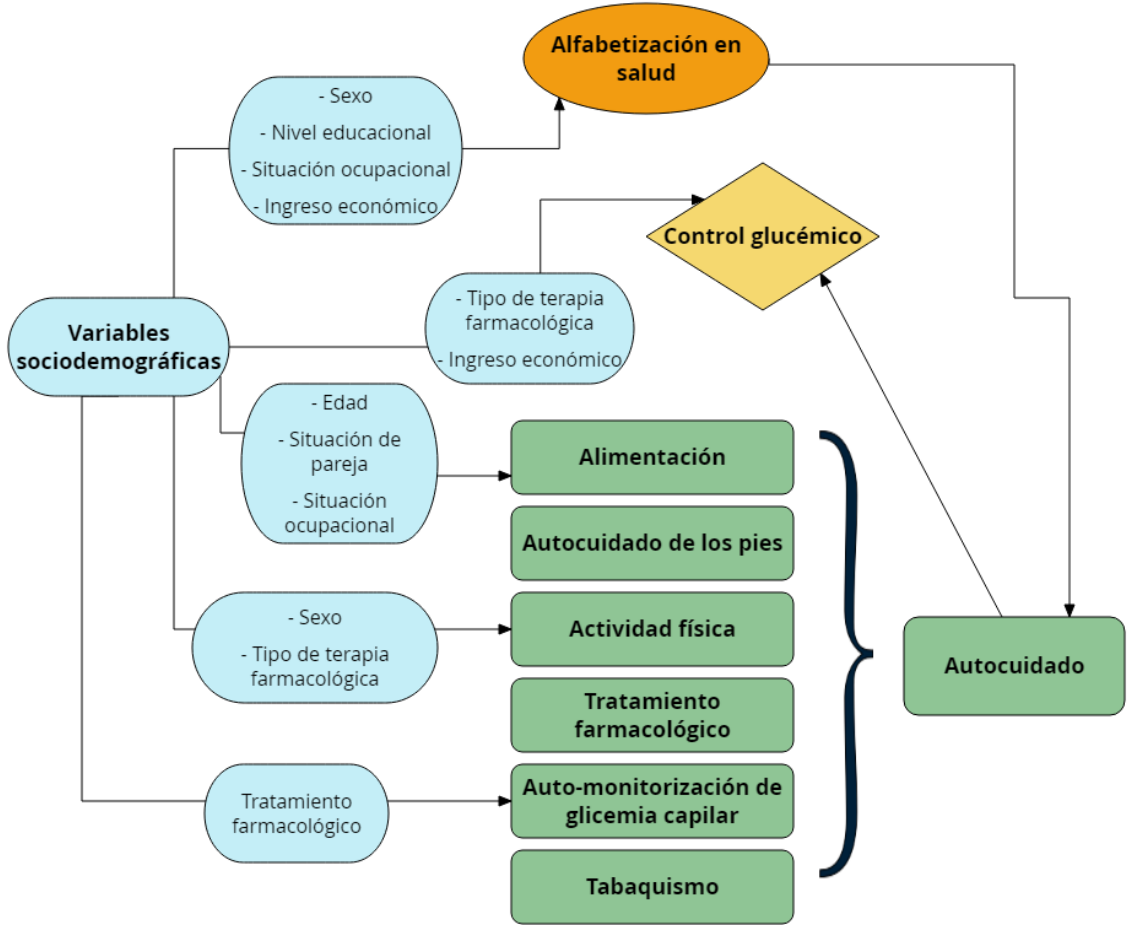 Alfabetización en
salud
- Sexo
- Nivel educacional
- Situación ocupacional
- Ingreso económico
Control glucémico
- Tipo de terapia
farmacológica
- Ingreso económico
Variables
sociodemográficas
- Edad
- Situación de
pareja
- Situación
ocupacional
Alimentación
Autocuidado de los pies
- Sexo
- Tipo de terapia
farmacológica
Actividad física
Autocuidado
Tratamiento
farmacológico
Tratamiento
farmacológico
Auto-monitorización de
glicemia capilar
Tabaquismo